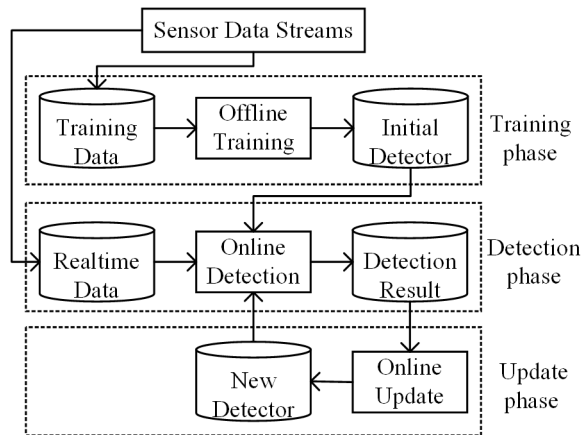 Sensor Data Streams
Training
Data
Offline
Training
Initial
Detector
Training
phase
Realtime
Data
Online
Detection
Detection
Result
Detection
phase
New
Detector
Online
Update
Update
phase